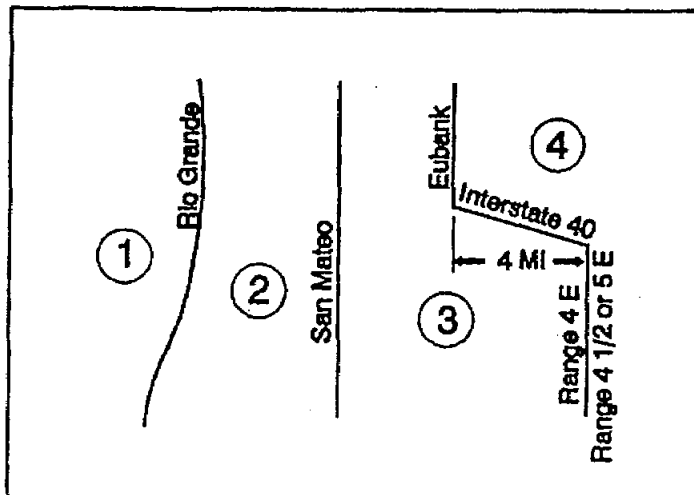 Rio Grande
Eubank
4
Interstate 40
1
2
San Mateo
4 MI
3
Range 4 E
Range 4 1/2 or 5 E